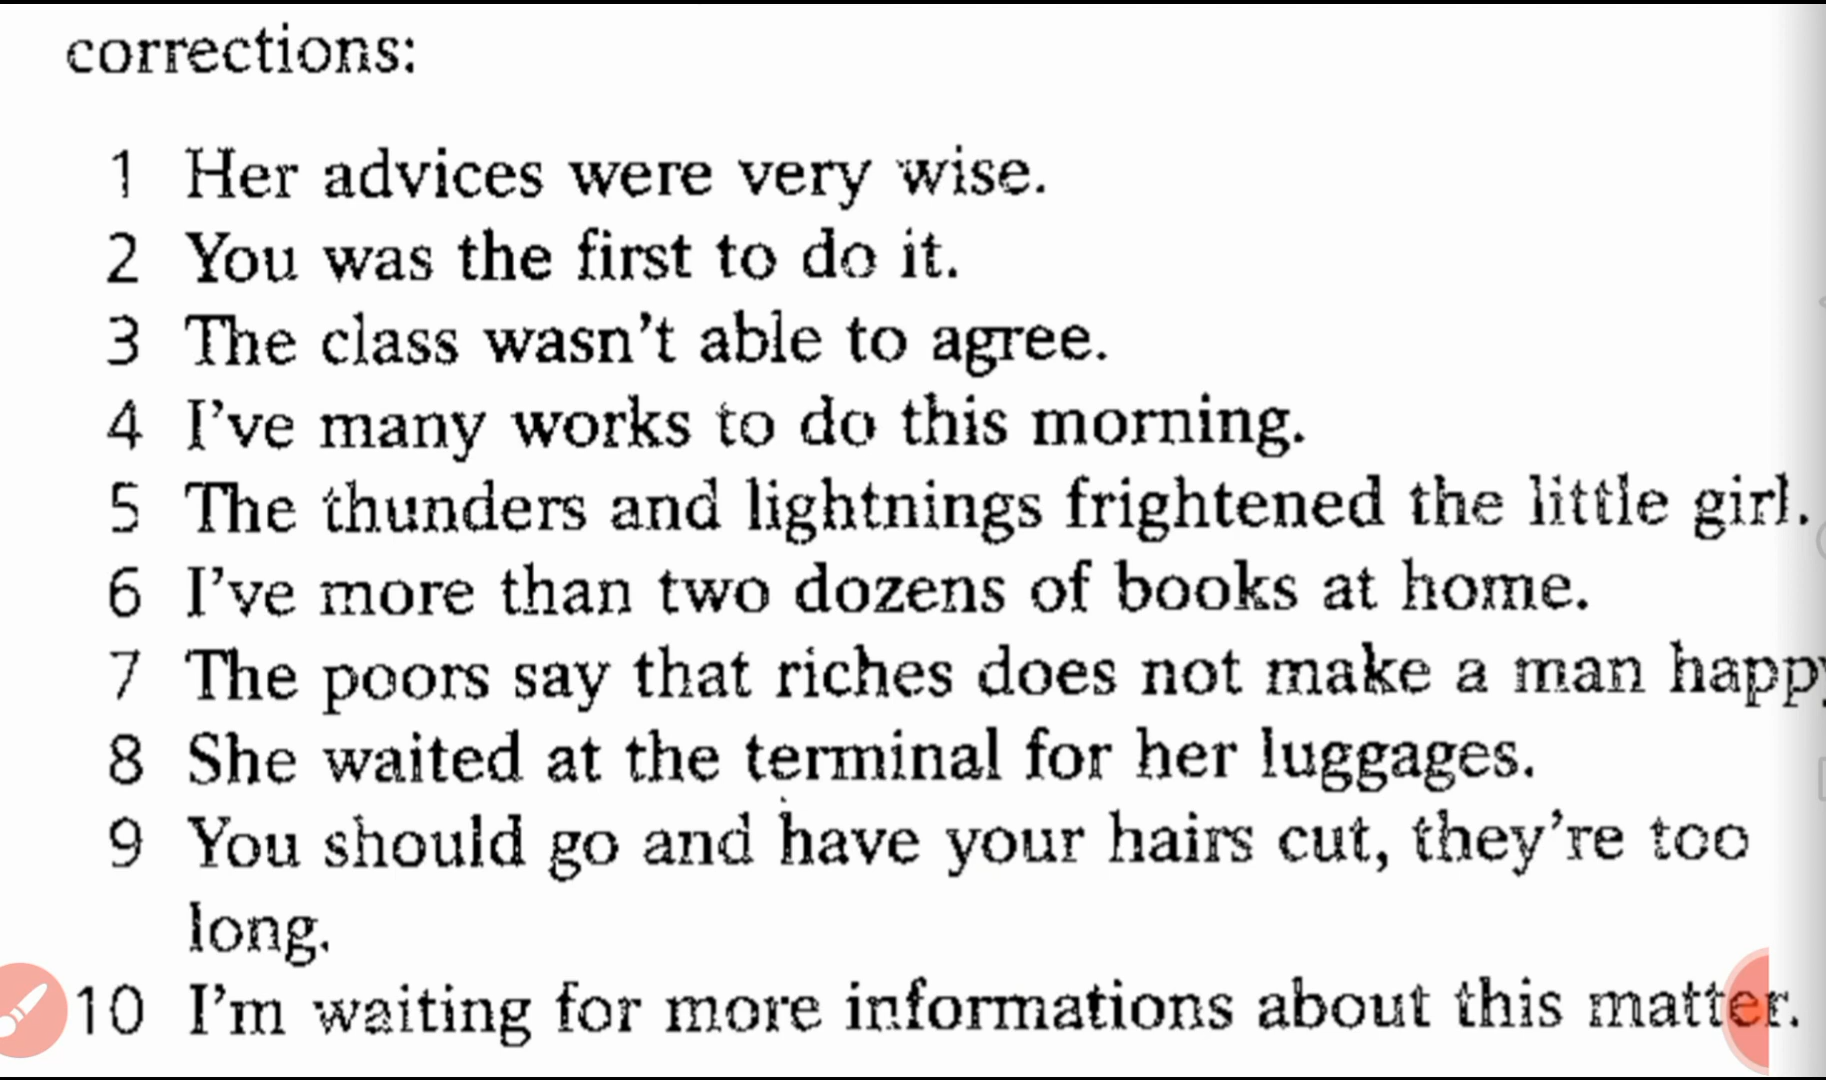 corrections:
1 Her advices were very wise.
2 You was the first to do it.
3 The class wasn't able to agree.
4 I've many works to do this morning.
5 The thunders and lightnings frightened the little girl.
6 I've more than two dozens of books at home.
7 The poors say that riches does not make a man happy
8 She waited at the terminal for her luggages.
9 You should go and have your hairs cut, they're too
long.
10 I'm waiting for more informations about this matter.